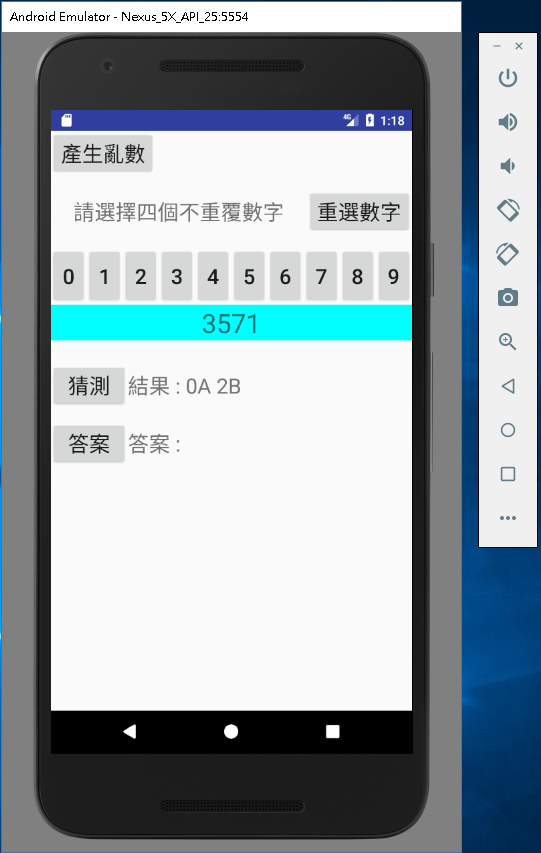 Android Emulator - Nexus_5X_API_25:5554
4G 1:18
產生亂數
請選擇四個不重覆數字 重選數字
0 1 2 3 4 5 6 7 8 9
3571
猜測 結果 : 0A 2B
答案 答案 :